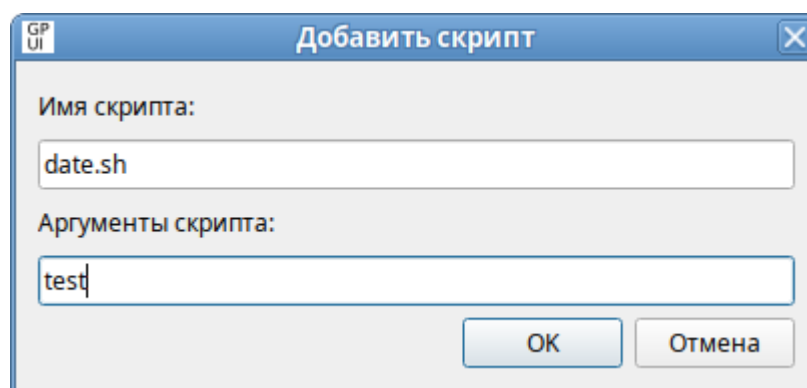 GP
UI
Добавить скрипт
Имя скрипта:
date.sh
Аргументы скрипта:
test
OK
Отмена